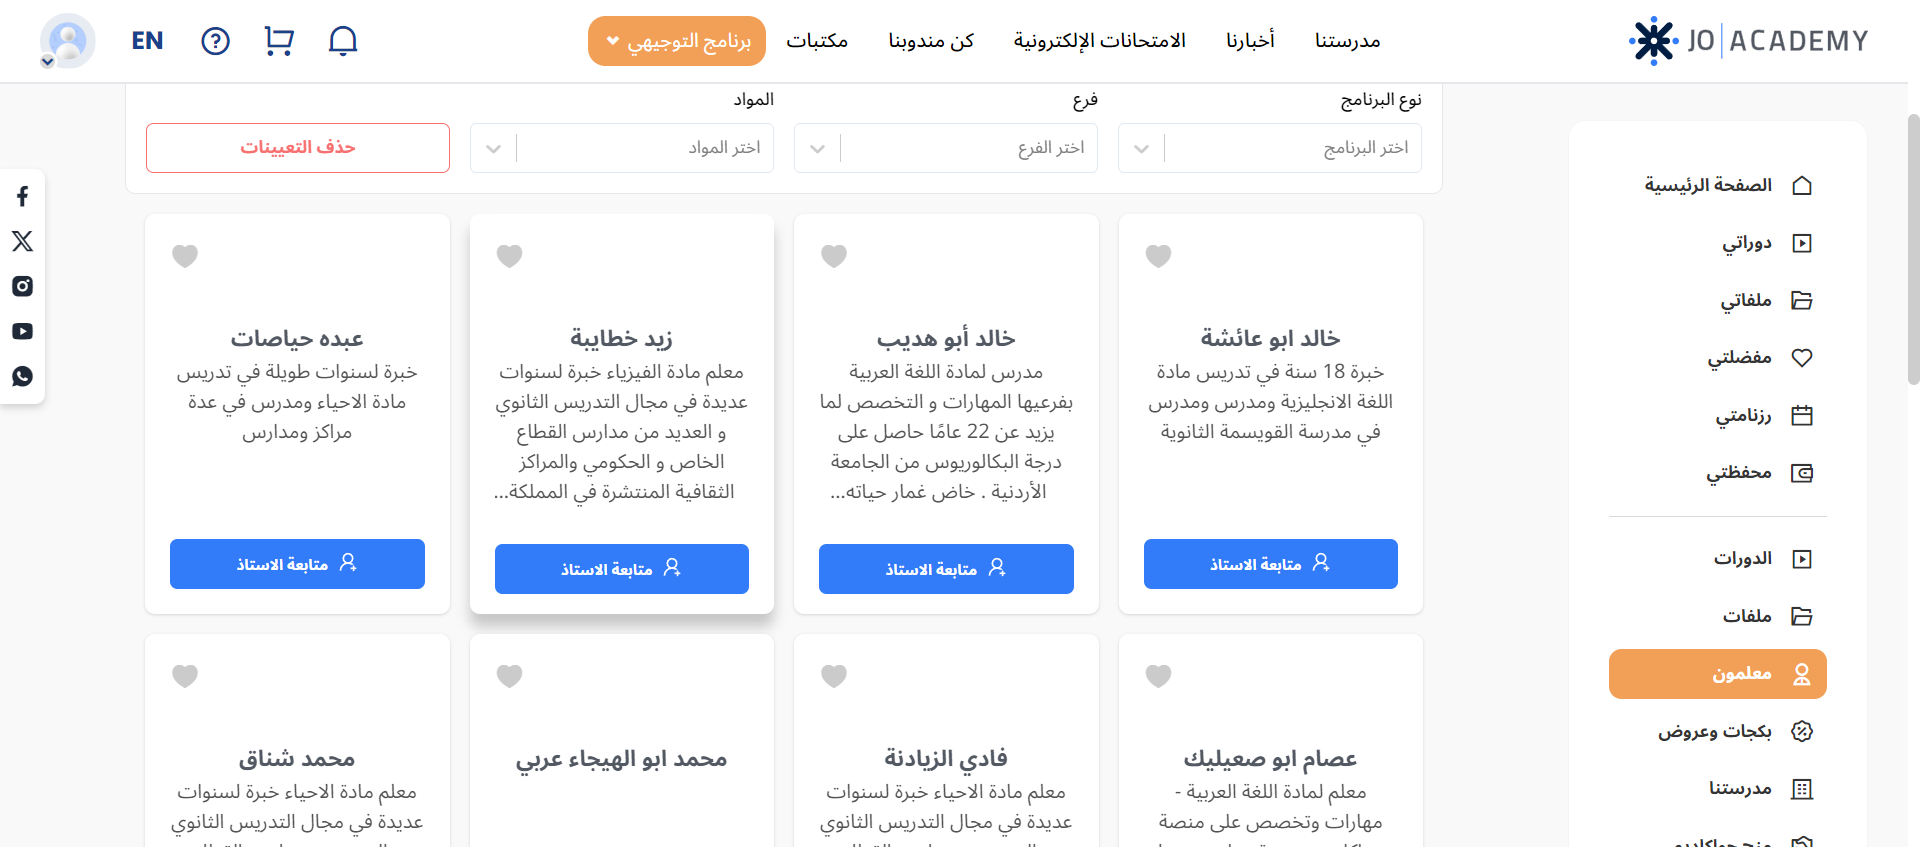 JO ACADEMY
مدرستنا
أخبارنا
الامتحانات الإلكترونية
كن مندوبنا
مكتبات
برنامج التوجيهي
EN
نوع البرنامج
فرع
المواد
اختر البرنامج
اختر الفرع
اختر المواد
حذف التعيينات
الصفحة الرئيسية
دوراتي
ملفاتي
مفضلتي
رزنامتي
محفظتي
الدورات
ملفات
معلمون
بكجات وعروض
مدرستنا
خالد ابو عائشة
خبرة 18 سنة في تدريس مادة
اللغة الانجليزية ومدرس ومدرس
في مدرسة القويسمة الثانوية
متابعة الاستاذ
خالد أبو هديب
مدرس لمادة اللغة العربية
بفرعيها المهارات و التخصص لما
يزيد عن 22 عامًا حاصل على
درجة البكالوريوس من الجامعة
الأردنية . خاض غمار حياته...
متابعة الاستاذ
زيد خطايبة
معلم مادة الفيزياء خبرة لسنوات
عديدة في مجال التدريس الثانوي
و العديد من مدارس القطاع
الخاص و الحكومي والمراكز
الثقافية المنتشرة في المملكة...
متابعة الاستاذ
عبده حياصات
خبرة لسنوات طويلة في تدريس
مادة الاحياء ومدرس في عدة
مراكز ومدارس
متابعة الاستاذ
عصام ابو صعيليك
معلم لمادة اللغة العربية -
مهارات وتخصص على منصة
فادي الزيادنة
معلم مادة الاحياء خبرة لسنوات
عديدة في مجال التدريس الثانوي
محمد ابو الهيجاء عربي
محمد شناق
معلم مادة الاحياء خبرة لسنوات
عديدة في مجال التدريس الثانوي